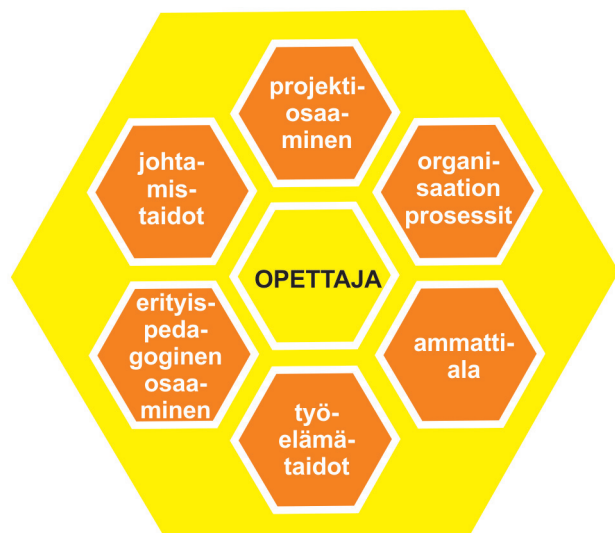 projekti-
osaa-
minen
organi-
saation
prosessit
johta-
mis-
taidot
OPETTAJA
ammatti-
ala
erityis-
peda-
goginen
osaa-
minen
työ-
elämä-
taidot